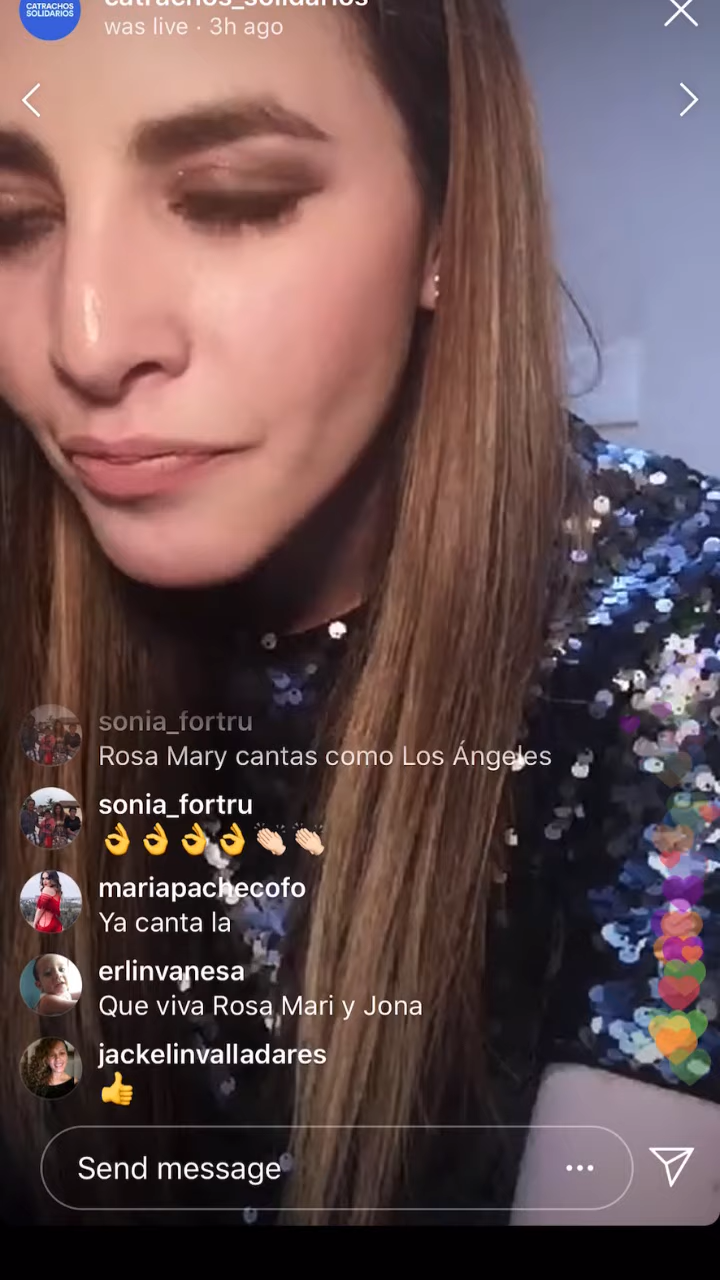 CATRACHOS
SOLIDARIOS
catrachos_solidarios
was live · 3h ago
sonia_fortru
Rosa Mary cantas como Los Ángeles
sonia_fortru
👌👌👌👌👏🏻👏🏻
mariapachecofo
Ya canta la
erlinvanesa
Que viva Rosa Mari y Jona
jackelinvalladares
👍
Send message